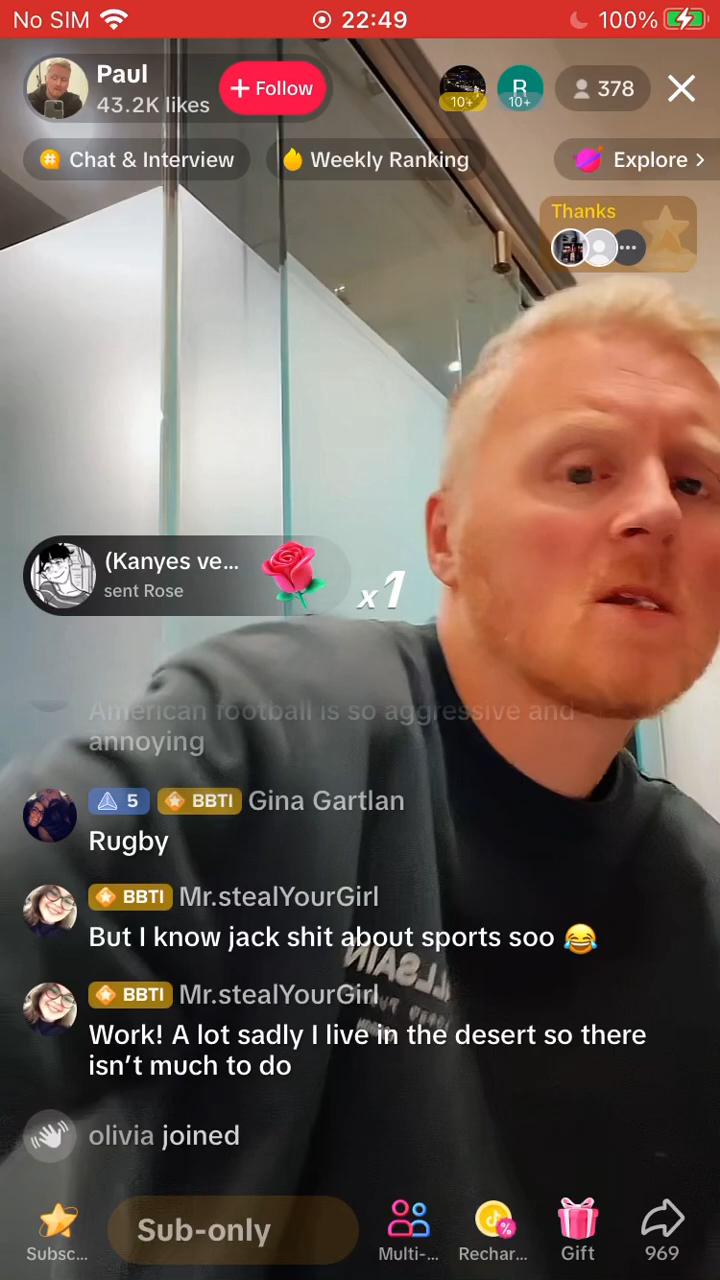 No SIM 22:49 100%
Paul
43.2K likes
+ Follow
10+
R
10+
378
Chat & Interview
Weekly Ranking
Explore >
Thanks
(Kanyes ve...
sent Rose
x1
American football is so aggressive and
annoying
5 BBTI Gina Gartlan
Rugby
BBTI Mr.stealYourGirl
But I know jack shit about sports soo 😂
BBTI Mr.stealYourGirl
Work! A lot sadly I live in the desert so there
isn't much to do
olivia joined
Sub-only
Subsc...
Multi-...
Rechar...
Gift
969